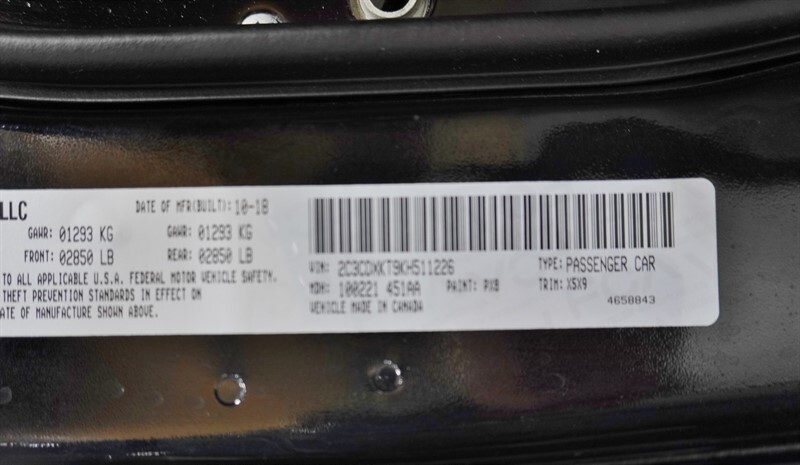 LLC DATE OF MFR(BUILT): 10-18
GAWR: 01293 KG GAWR: 01293 KG
FRONT: 02850 LB REAR: 02850 LB
TO ALL APPLICABLE U.S.A. FEDERAL MOTOR VEHICLE SAFETY,
THEFT PREVENTION STANDARDS IN EFFECT ON
ATE OF MANUFACTURE SHOWN ABOVE.
VIN: 2C3CDXKT9KH511226 TYPE: PASSENGER CAR
MDH: 100221 451AA PAINT: PX8 TRIM: X5X9
VEHICLE MADE IN CANADA 4658843